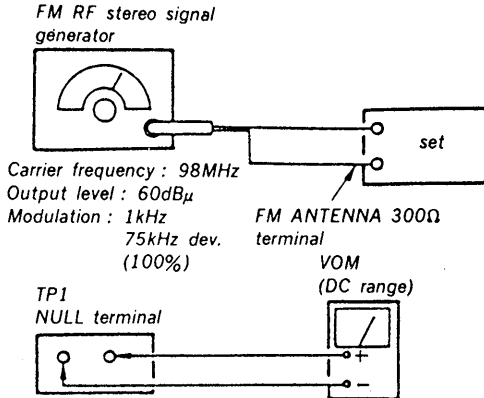 FM RF stereo signal
generator
set
Carrier frequency : 98MHz
Output level : 60dBμ
Modulation : 1kHz
75kHz dev.
(100%)
FM ANTENNA 300Ω
terminal
TP1
NULL terminal
VOM
(DC range)
+
−